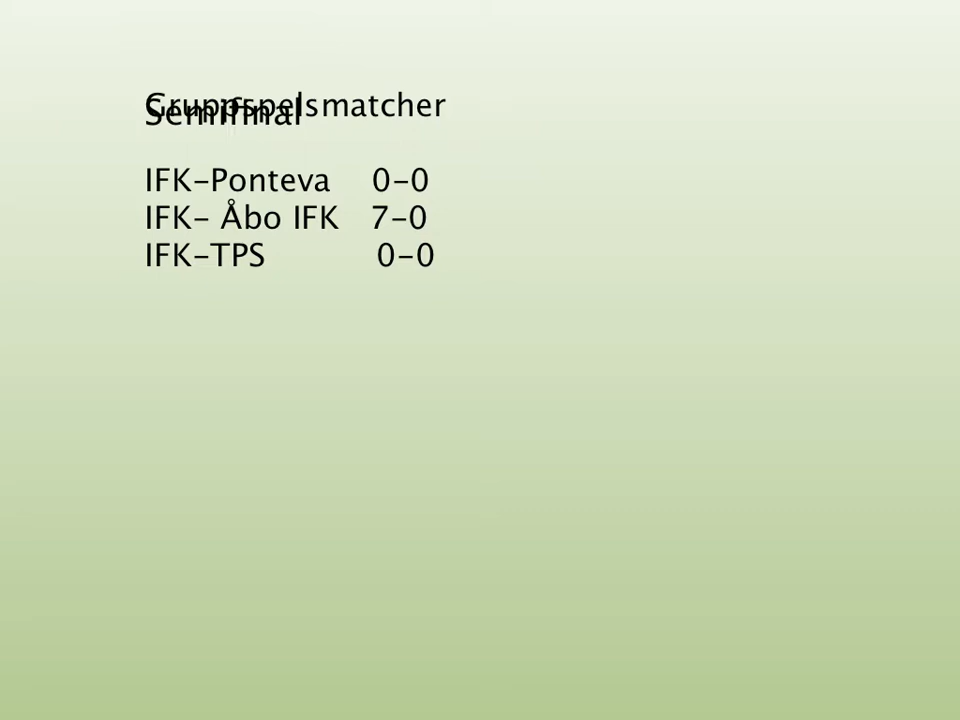 Gruppspelsmatcher
Semifinal
IFK-Ponteva 0-0
IFK- Åbo IFK 7-0
IFK-TPS 0-0